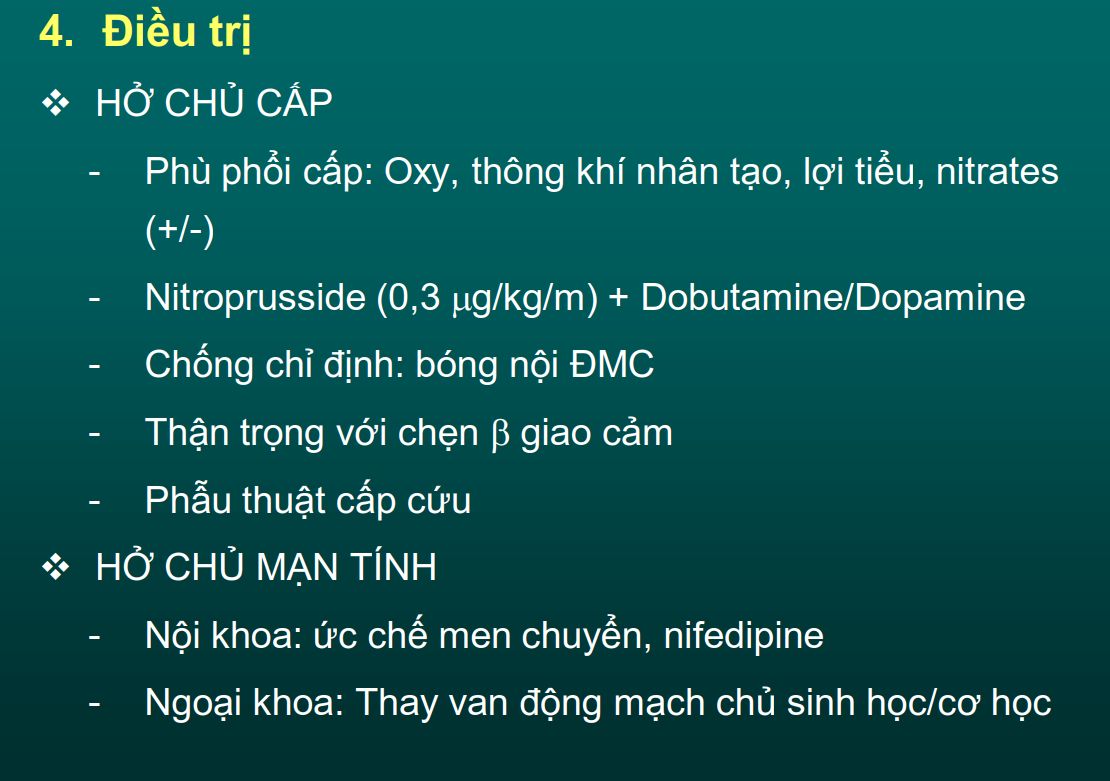 4. Điều trị
❖ HỞ CHỦ CẤP
- Phù phổi cấp: Oxy, thông khí nhân tạo, lợi tiểu, nitrates
(+/-)
- Nitroprusside (0,3 μg/kg/m) + Dobutamine/Dopamine
- Chống chỉ định: bóng nội ĐMC
- Thận trọng với chẹn β giao cảm
- Phẫu thuật cấp cứu
❖ HỞ CHỦ MẠN TÍNH
- Nội khoa: ức chế men chuyển, nifedipine
- Ngoại khoa: Thay van động mạch chủ sinh học/cơ học